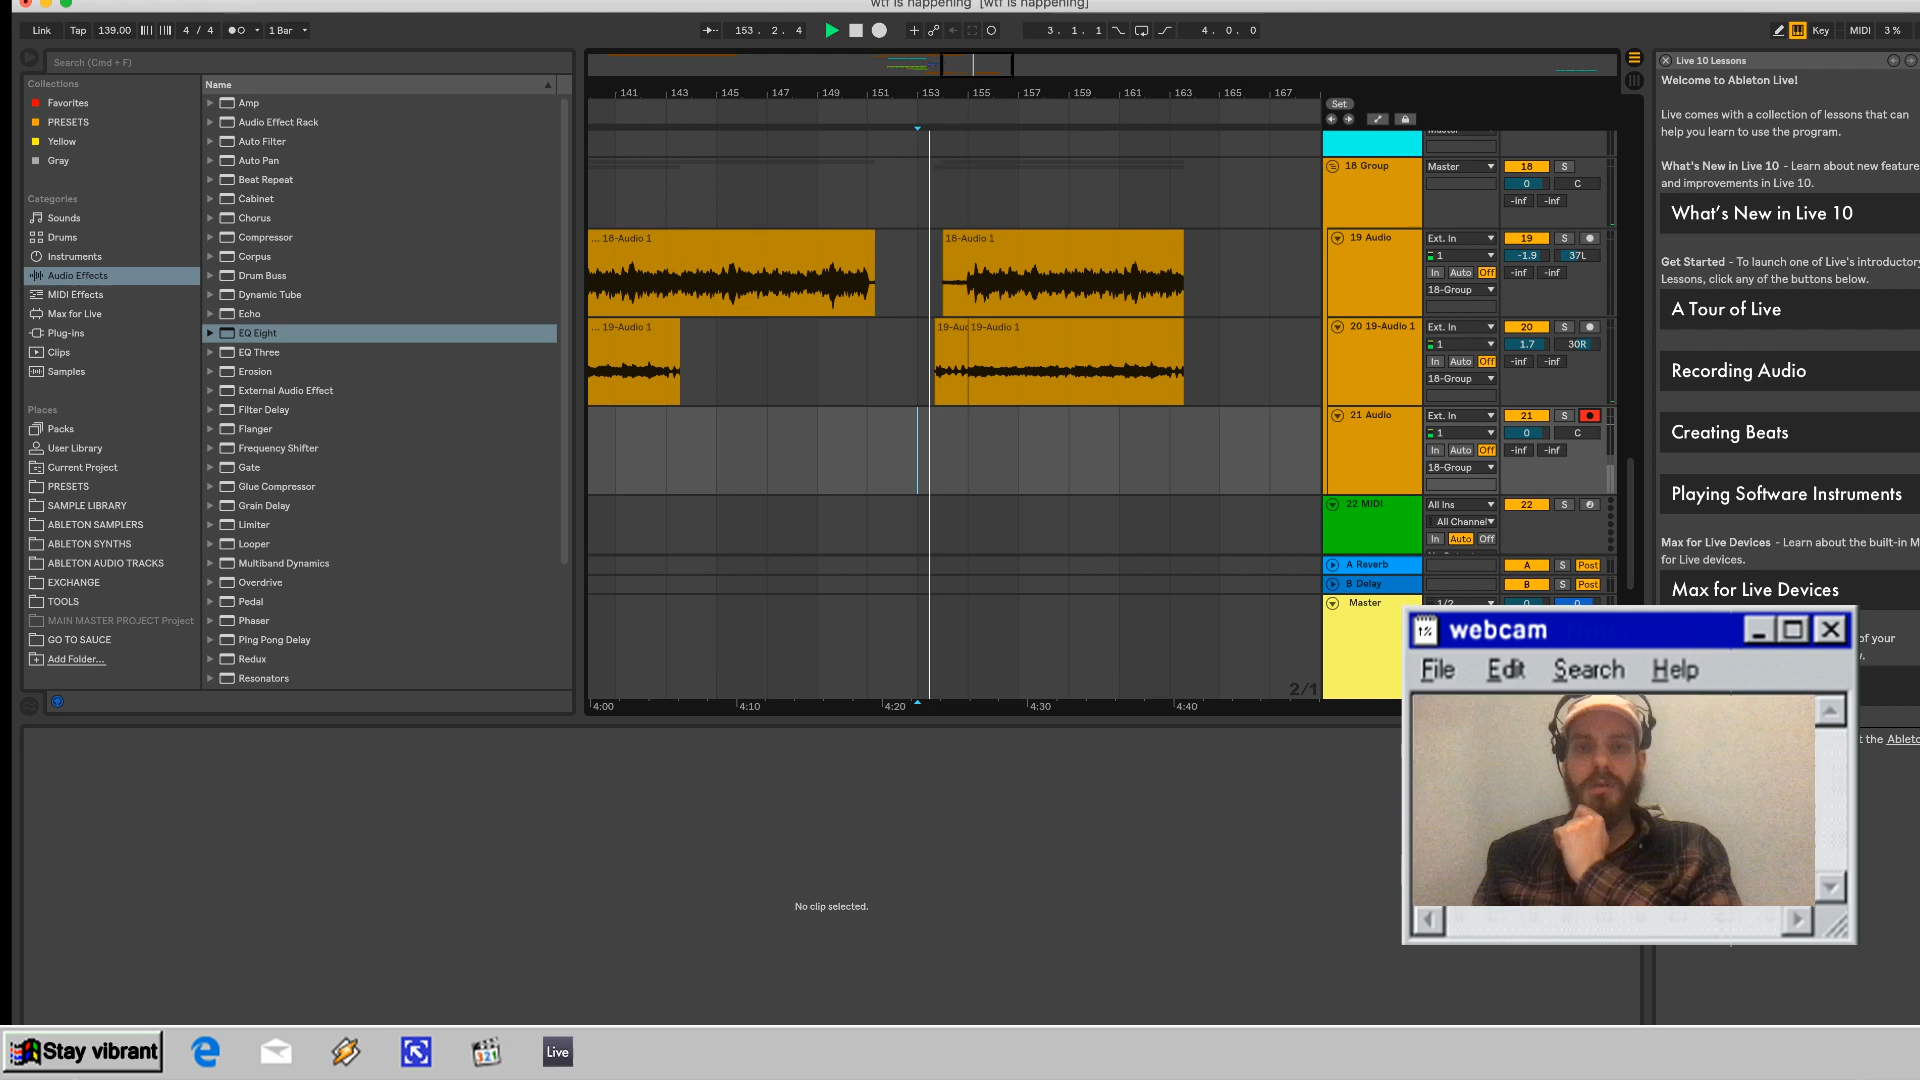 wtf is happening [wtf is happening]
Link Tap 139.00 4 / 4 1 Bar 153. 2. 4 3. 1. 1 4. 0. 0 Key MIDI 3 %
Search (Cmd + F)
Collections
Favorites
PRESETS
Yellow
Gray
Categories
Sounds
Drums
Instruments
Audio Effects
MIDI Effects
Max for Live
Plug-ins
Clips
Samples
Places
Packs
User Library
Current Project
PRESETS
SAMPLE LIBRARY
ABLETON SAMPLERS
ABLETON SYNTHS
ABLETON AUDIO TRACKS
EXCHANGE
TOOLS
MAIN MASTER PROJECT Project
GO TO SAUCE
Add Folder...
Name
Amp
Audio Effect Rack
Auto Filter
Auto Pan
Beat Repeat
Cabinet
Chorus
Compressor
Corpus
Drum Buss
Dynamic Tube
Echo
EQ Eight
EQ Three
Erosion
External Audio Effect
Filter Delay
Flanger
Frequency Shifter
Gate
Glue Compressor
Grain Delay
Limiter
Looper
Multiband Dynamics
Overdrive
Pedal
Phaser
Ping Pong Delay
Redux
Resonators
141 143 145 147 149 151 153 155 157 159 161 163 165 167
Set
... 18-Audio 1
18-Audio 1
... 19-Audio 1
19-Auc 19-Audio 1
2/1
4:00 4:10 4:20 4:30 4:40
18 Group Master 18 S
0 C
-inf -inf
19 Audio Ext. In 19 S
1 -1.9 37L
In Auto Off -inf -inf
18-Group
20 19-Audio 1 Ext. In 20 S
1 1.7 30R
In Auto Off -inf -inf
18-Group
21 Audio Ext. In 21 S
1 0 C
In Auto Off -inf -inf
18-Group
22 MIDI All Ins 22 S
All Channel
In Auto Off
A Reverb A S Post
B Delay B S Post
Master 1/2 0 0
Live 10 Lessons
Welcome to Ableton Live!
Live comes with a collection of lessons that can
help you learn to use the program.
What's New in Live 10 - Learn about new feature
and improvements in Live 10.
What's New in Live 10
Get Started - To launch one of Live's introductory
Lessons, click any of the buttons below.
A Tour of Live
Recording Audio
Creating Beats
Playing Software Instruments
Max for Live Devices - Learn about the built-in M
for Live devices.
Max for Live Devices
of your
t the Ableto
webcam
File Edit Search Help
No clip selected.
Stay vibrant
321
Live